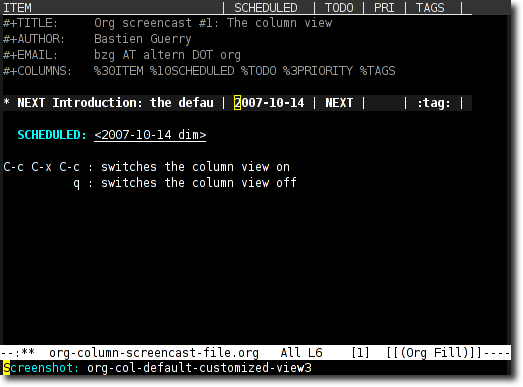 ITEM | SCHEDULED | TODO | PRI | TAGS |
#+TITLE: Org screencast #1: The column view
#+AUTHOR: Bastien Guerry
#+EMAIL: bzg AT altern DOT org
#+COLUMNS: %30ITEM %10SCHEDULED %TODO %3PRIORITY %TAGS
* NEXT Introduction: the defau | 2007-10-14 | NEXT | | :tag: |
SCHEDULED: <2007-10-14 dim>
C-c C-x C-c : switches the column view on
q : switches the column view off
--:** org-column-screencast-file.org All L6 [1] [[(Org Fill)]]----
Screenshot: org-col-default-customized-view3